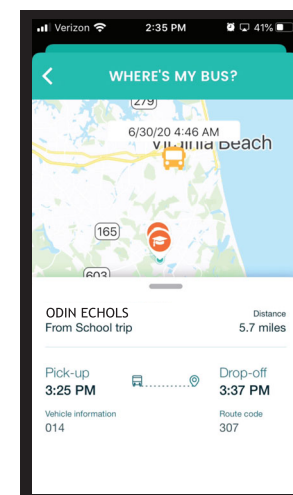 Verizon 2:35 PM 41%
WHERE'S MY BUS?
279
6/30/20 4:46 AM
Virginia Beach
165
603
ODIN ECHOLS
From School trip
Distance
5.7 miles
Pick-up
3:25 PM
Drop-off
3:37 PM
Vehicle information
014
Route code
307